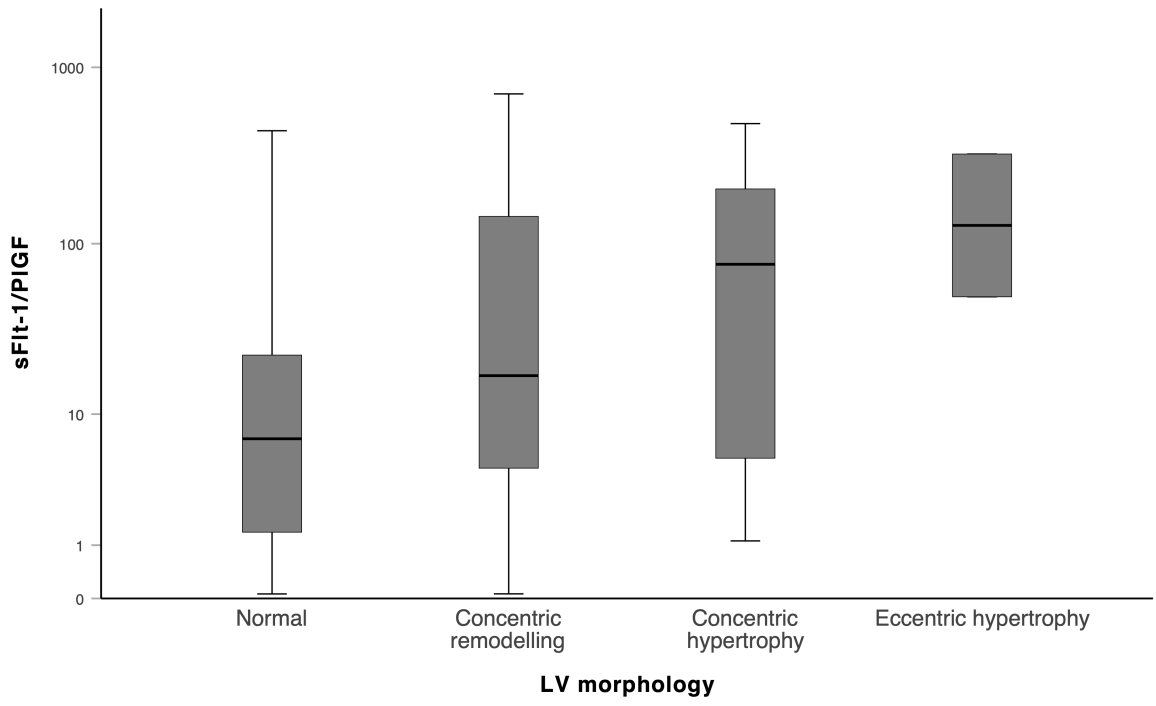 1000
100
10
1
0
sFlt-1/PlGF
Normal
Concentric
remodelling
Concentric
hypertrophy
Eccentric hypertrophy
LV morphology